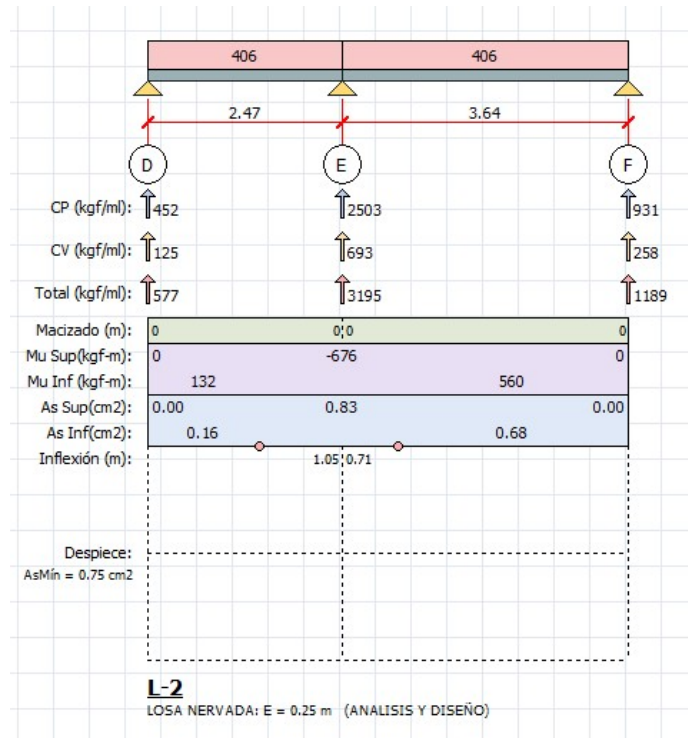 406 406
2.47 3.64
D E F
CP (kgf/ml): 452 2503 931
CV (kgf/ml): 125 693 258
Total (kgf/ml): 577 3195 1189
Macizado (m): 0 0 0 0
Mu Sup(kgf-m): 0 -676 0
Mu Inf (kgf-m): 132 560
As Sup(cm2): 0.00 0.83 0.00
As Inf(cm2): 0.16 0.68
Inflexión (m): 1.05 0.71
Despiece:
AsMín = 0.75 cm2
L-2
LOSA NERVADA: E = 0.25 m (ANALISIS Y DISEÑO)